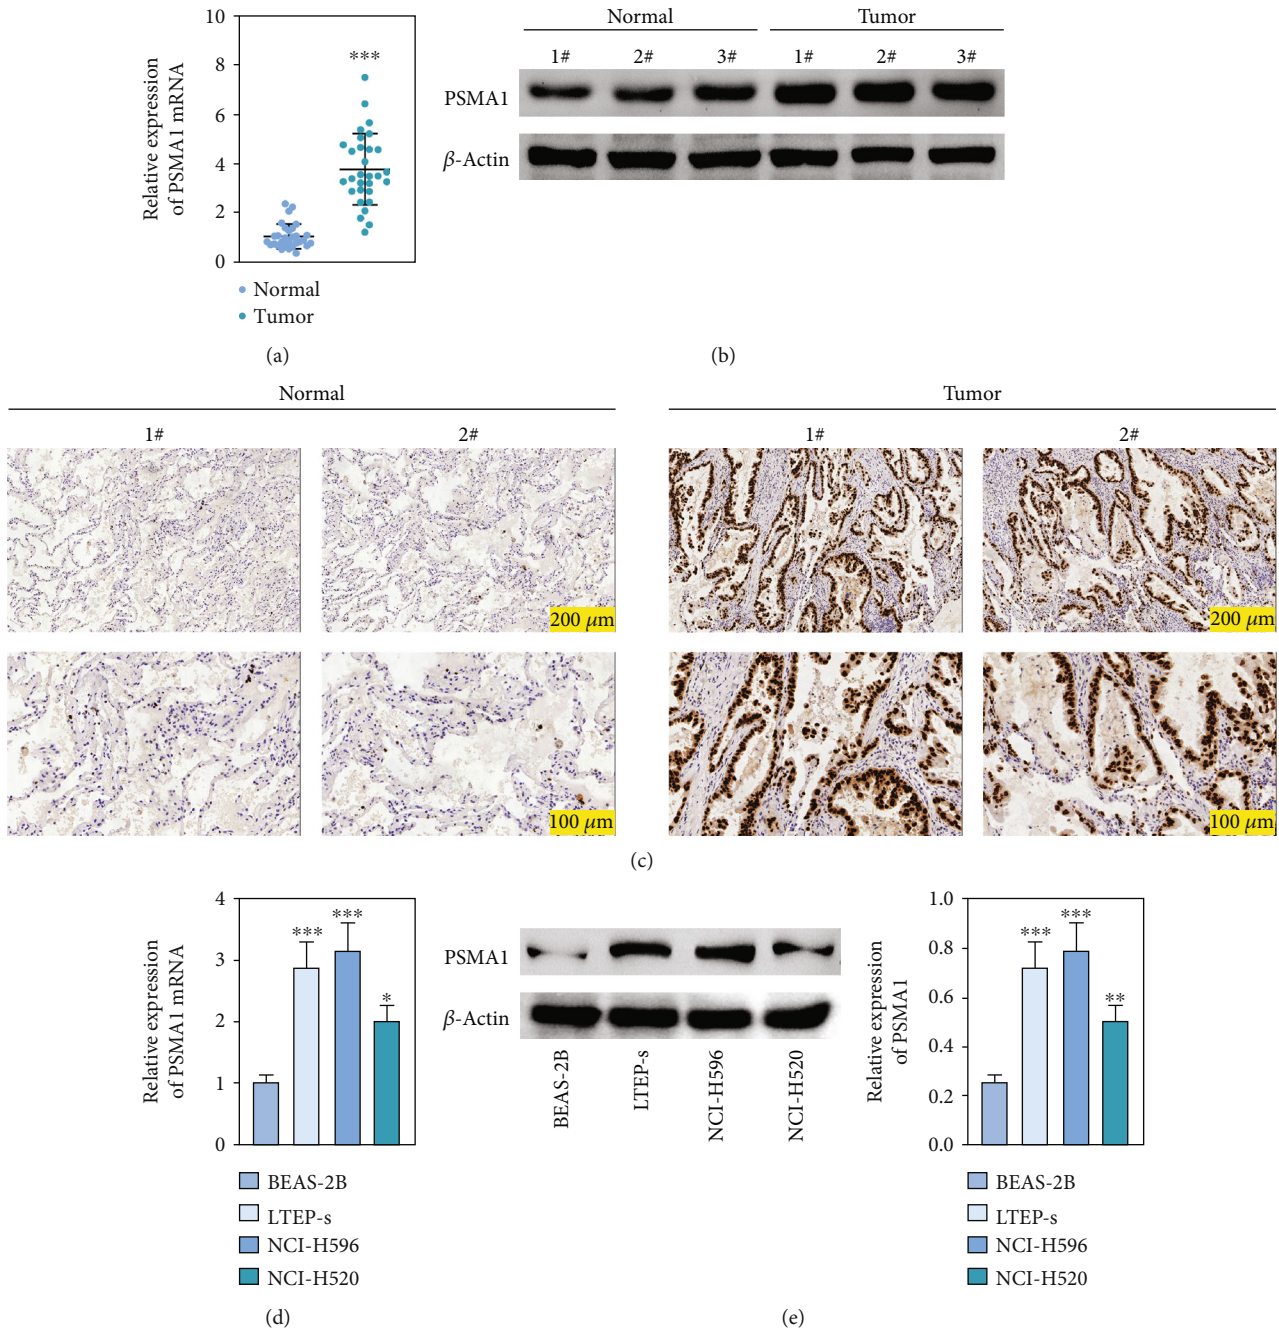 Relative expression
of PSMA1 mRNA
10
8
6
4
2
0
***
Normal
Tumor
(a)
Normal Tumor
1# 2# 3# 1# 2# 3#
PSMA1
β-Actin
(b)
Normal Tumor
1# 2# 1# 2#
200 μm 200 μm
100 μm 100 μm
(c)
Relative expression
of PSMA1 mRNA
4
3
2
1
0
***
***
*
BEAS-2B
LTEP-s
NCI-H596
NCI-H520
(d)
PSMA1
β-Actin
BEAS-2B
LTEP-s
NCI-H596
NCI-H520
Relative expression
of PSMA1
1.0
0.8
0.6
0.4
0.2
0.0
***
***
**
BEAS-2B
LTEP-s
NCI-H596
NCI-H520
(e)